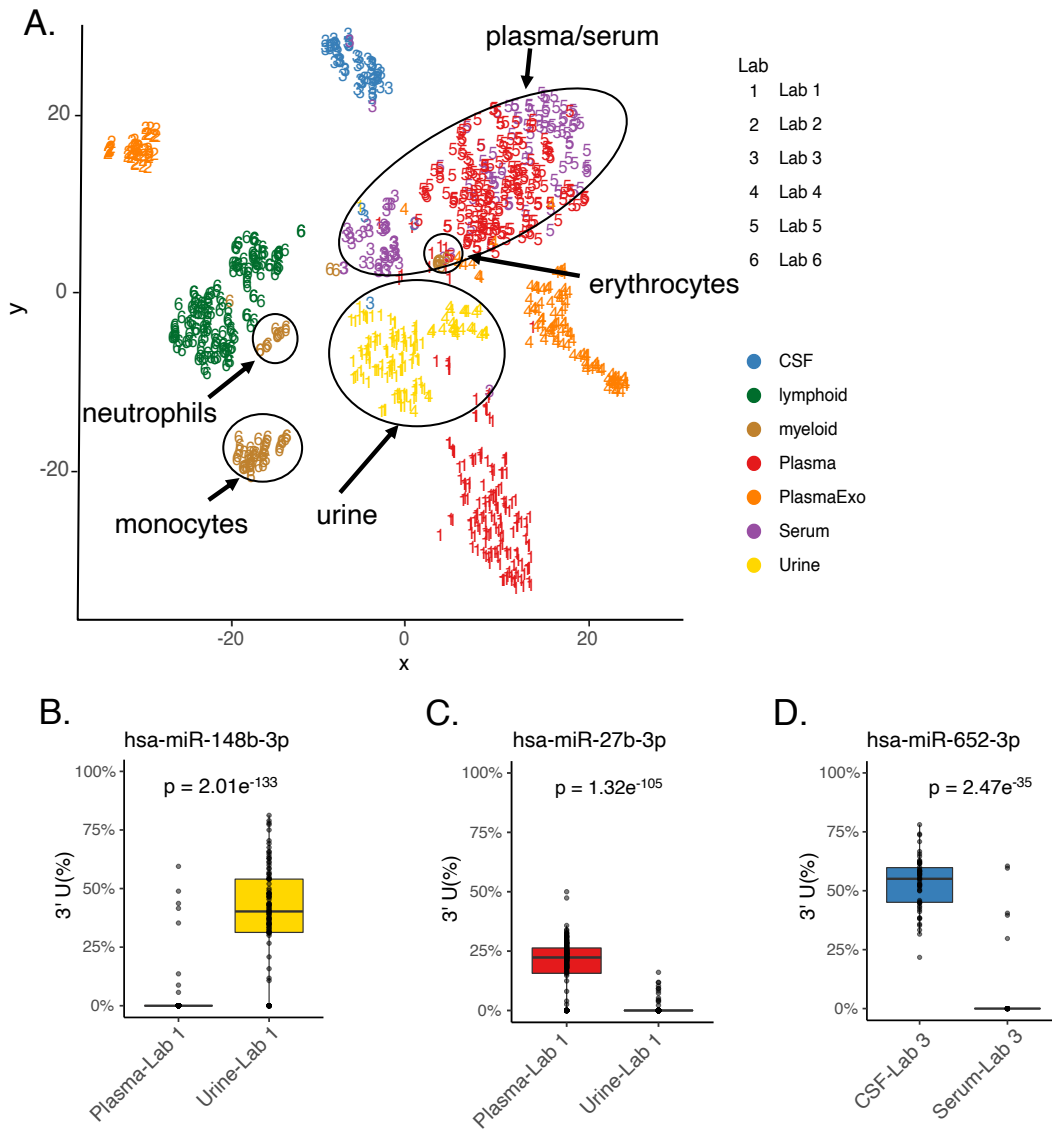 A.
plasma/serum
Lab
1 Lab 1
2 Lab 2
3 Lab 3
4 Lab 4
5 Lab 5
6 Lab 6
20
0
-20
y
erythrocytes
neutrophils
monocytes
urine
CSF
lymphoid
myeloid
Plasma
PlasmaExo
Serum
Urine
-20 0 20
x
B.
hsa-miR-148b-3p
p = 2.01e-133
100%
75%
50%
25%
0%
3' U(%)
Plasma-Lab 1
Urine-Lab 1
C.
hsa-miR-27b-3p
p = 1.32e-105
100%
75%
50%
25%
0%
3' U(%)
Plasma-Lab 1
Urine-Lab 1
D.
hsa-miR-652-3p
p = 2.47e-35
100%
75%
50%
25%
0%
3' U(%)
CSF-Lab 3
Serum-Lab 3